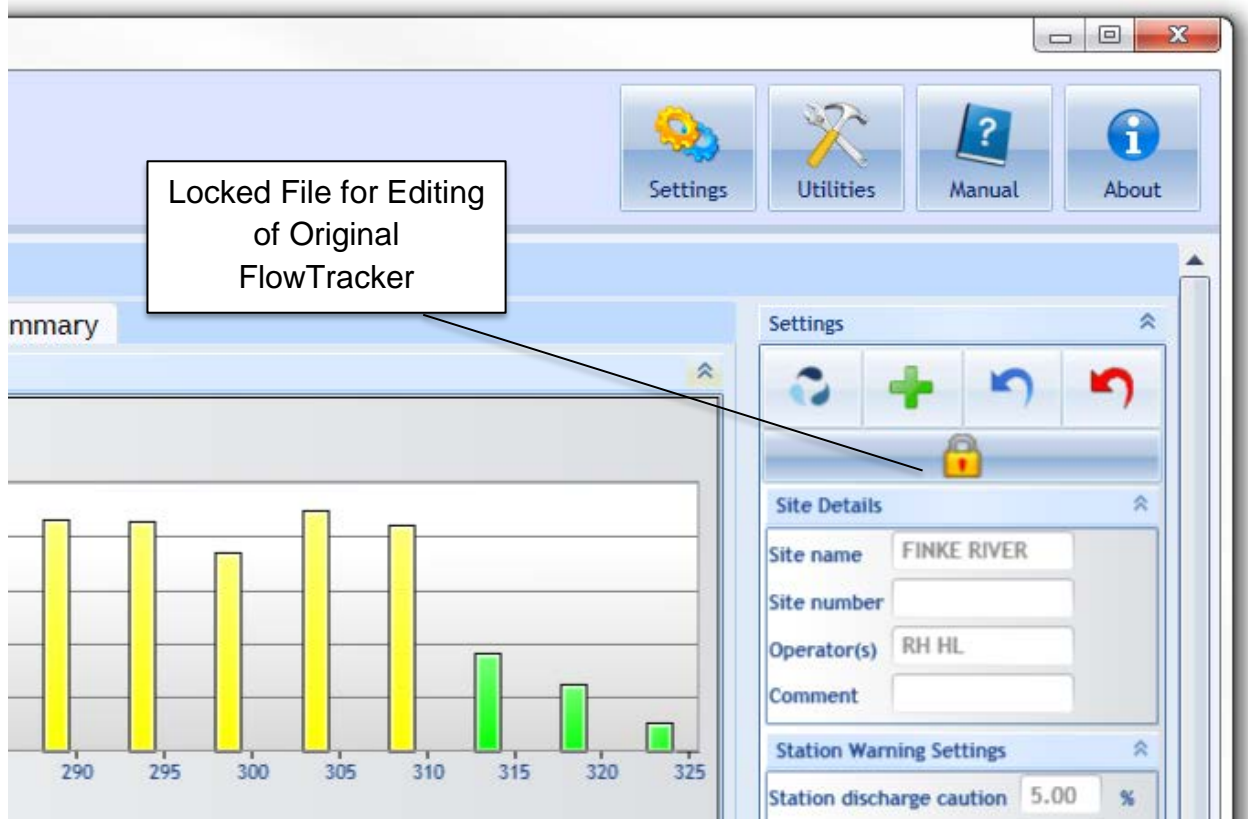 Settings
Utilities
Manual
About
Locked File for Editing
of Original
FlowTracker
mmary
Settings
Site Details
Site name FINKE RIVER
Site number
Operator(s) RH HL
Comment
Station Warning Settings
Station discharge caution 5.00 %
290 295 300 305 310 315 320 325